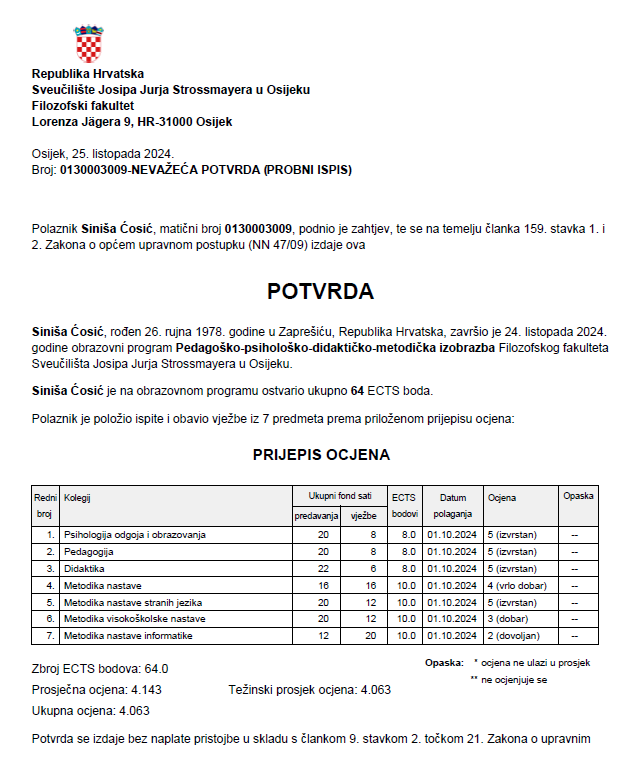 Republika Hrvatska
Sveučilište Josipa Jurja Strossmayera u Osijeku
Filozofski fakultet
Lorenza Jägera 9, HR-31000 Osijek
Osijek, 25. listopada 2024.
Broj: 0130003009-NEVAŽEĆA POTVRDA (PROBNI ISPIS)
Polaznik Siniša Ćosić, matični broj 0130003009, podnio je zahtjev, te se na temelju članka 159. stavka 1. i
2. Zakona o općem upravnom postupku (NN 47/09) izdaje ova
POTVRDA
Siniša Ćosić, rođen 26. rujna 1978. godine u Zaprešiću, Republika Hrvatska, završio je 24. listopada 2024.
godine obrazovni program Pedagoško-psihološko-didaktičko-metodička izobrazba Filozofskog fakulteta
Sveučilišta Josipa Jurja Strossmayera u Osijeku.
Siniša Ćosić je na obrazovnom programu ostvario ukupno 64 ECTS boda.
Polaznik je položio ispite i obavio vježbe iz 7 predmeta prema priloženom prijepisu ocjena:
PRIJEPIS OCJENA
Redni broj Kolegij Ukupni fond sati predavanja vježbe ECTS bodovi Datum polaganja Ocjena Opaska
1. Psihologija odgoja i obrazovanja 20 8 8.0 01.10.2024 5 (izvrstan) --
2. Pedagogija 20 8 8.0 01.10.2024 5 (izvrstan) --
3. Didaktika 22 6 8.0 01.10.2024 5 (izvrstan) --
4. Metodika nastave 16 16 10.0 01.10.2024 4 (vrlo dobar) --
5. Metodika nastave stranih jezika 20 12 10.0 01.10.2024 5 (izvrstan) --
6. Metodika visokoškolske nastave 20 12 10.0 01.10.2024 3 (dobar) --
7. Metodika nastave informatike 12 20 10.0 01.10.2024 2 (dovoljan) --
Opaska: * ocjena ne ulazi u prosjek
** ne ocjenjuje se
Zbroj ECTS bodova: 64.0
Prosječna ocjena: 4.143 Težinski prosjek ocjena: 4.063
Ukupna ocjena: 4.063
Potvrda se izdaje bez naplate pristojbe u skladu s člankom 9. stavkom 2. točkom 21. Zakona o upravnim